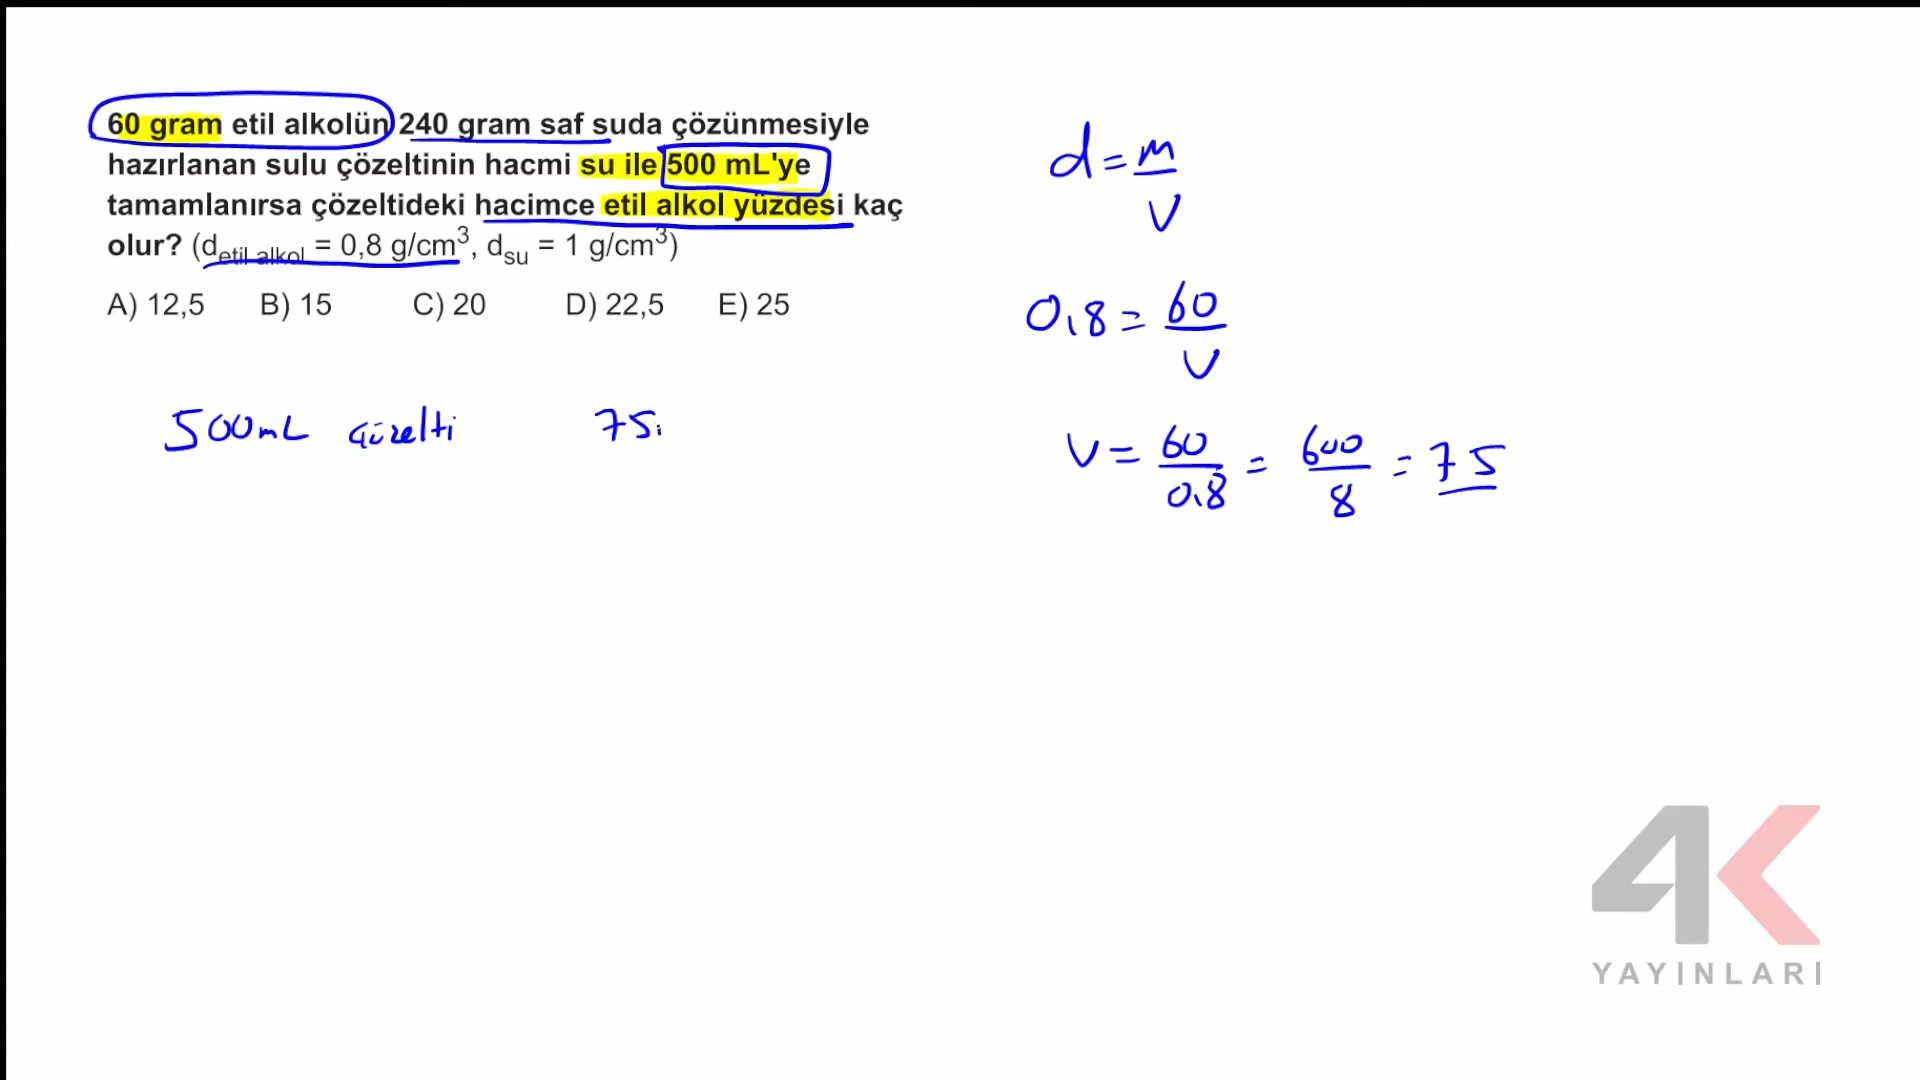 60 gram etil alkolün 240 gram saf suda çözünmesiyle
hazırlanan sulu çözeltinin hacmi su ile 500 mL'ye
tamamlanırsa çözeltideki hacimce etil alkol yüzdesi kaç
olur? (d_etil alkol = 0,8 g/cm³, d_su = 1 g/cm³)
A) 12,5 B) 15 C) 20 D) 22,5 E) 25
500mL çözelti 75
d = m / V
0,8 = 60 / V
V = 60 / 0,8 = 600 / 8 = 75
4K
YAYINLARI